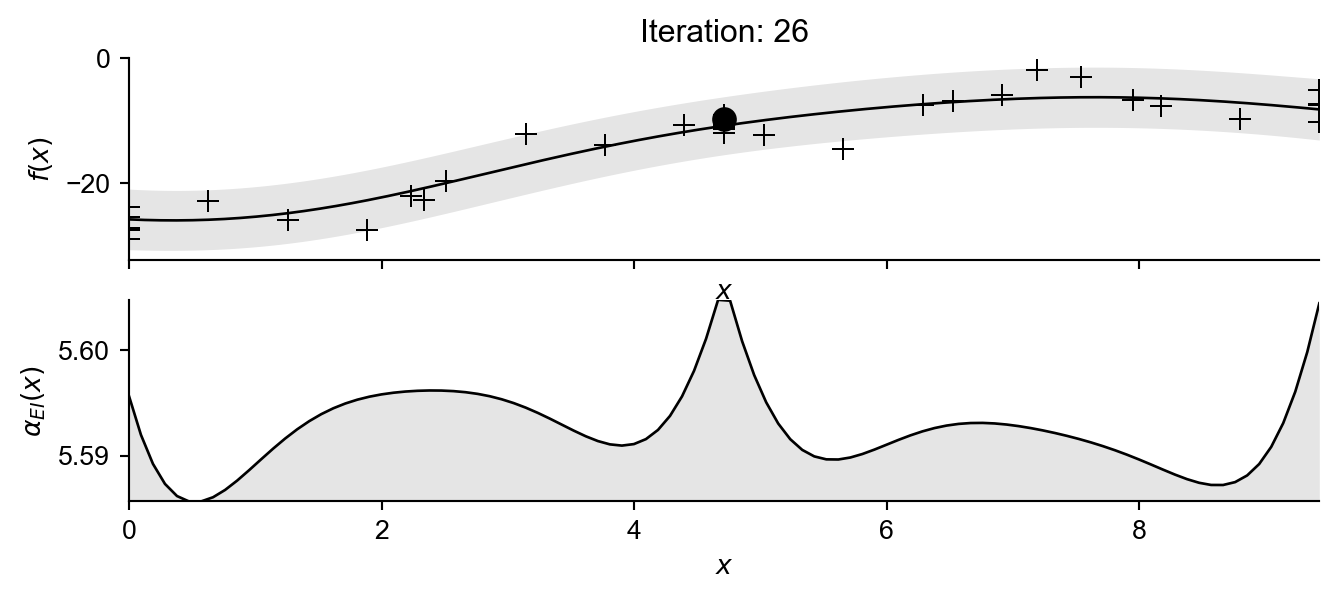 Iteration: 26
0
−20
f(x)
x
5.60
5.59
α_EI(x)
0 2 4 6 8
x